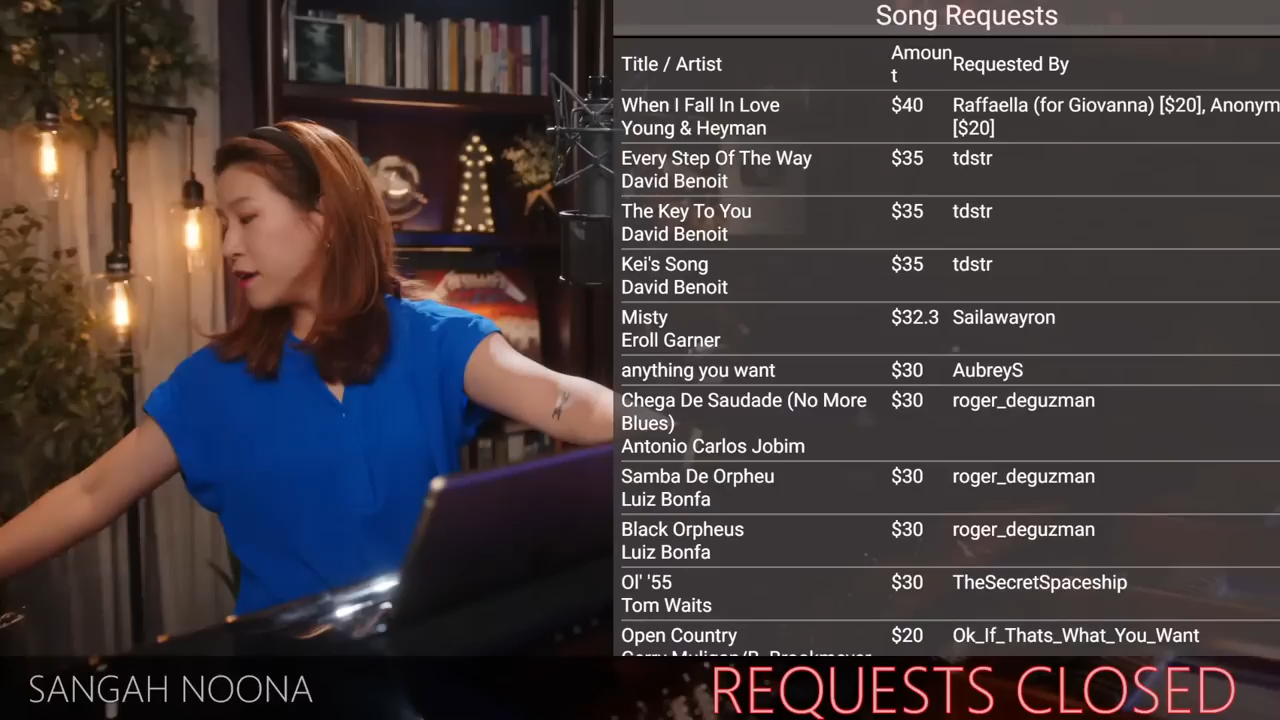 Song Requests
Title / Artist
Amoun
t
Requested By
When I Fall In Love
Young & Heyman
$40
Raffaella (for Giovanna) [$20], Anonym
[$20]
Every Step Of The Way
David Benoit
$35
tdstr
The Key To You
David Benoit
$35
tdstr
Kei's Song
David Benoit
$35
tdstr
Misty
Eroll Garner
$32.3
Sailawayron
anything you want
$30
AubreyS
Chega De Saudade (No More
Blues)
Antonio Carlos Jobim
$30
roger_deguzman
Samba De Orpheu
Luiz Bonfa
$30
roger_deguzman
Black Orpheus
Luiz Bonfa
$30
roger_deguzman
Ol' '55
Tom Waits
$30
TheSecretSpaceship
Open Country
$20
Ok_If_Thats_What_You_Want
SANGAH NOONA
REQUESTS CLOSED